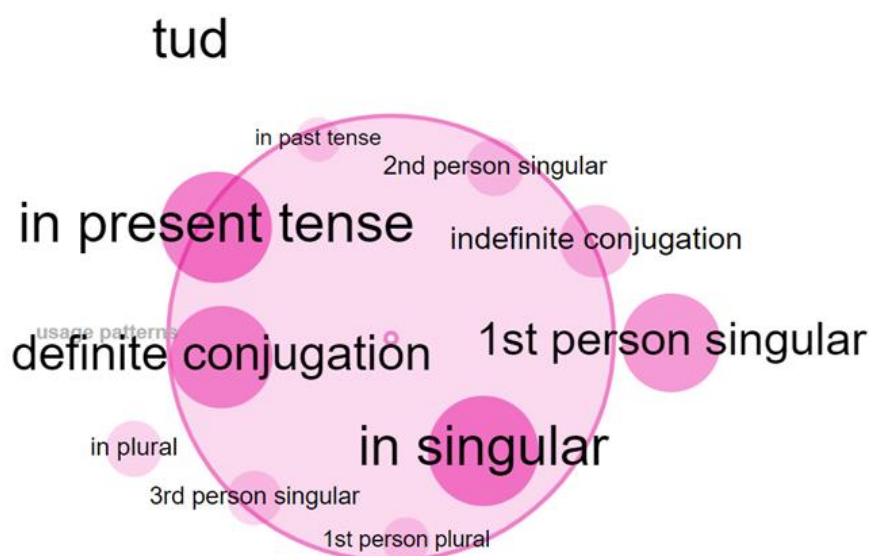 tud
in past tense
2nd person singular
in present tense
indefinite conjugation
usage patterns
definite conjugation
1st person singular
in plural
in singular
3rd person singular
1st person plural